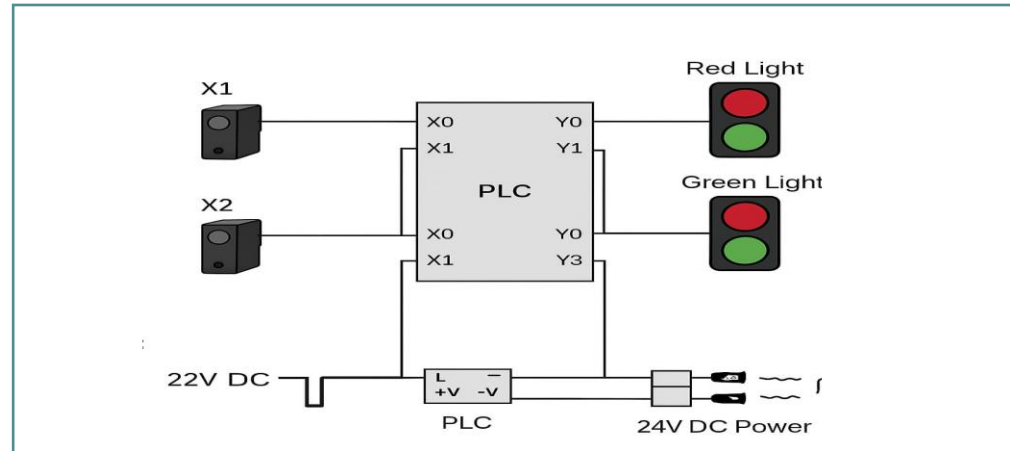 Red Light
X1
X0 Y0
X1 Y1
PLC
Green Light
X2
X0 Y0
X1 Y3
22V DC
L —
+V -V
PLC
24V DC Power